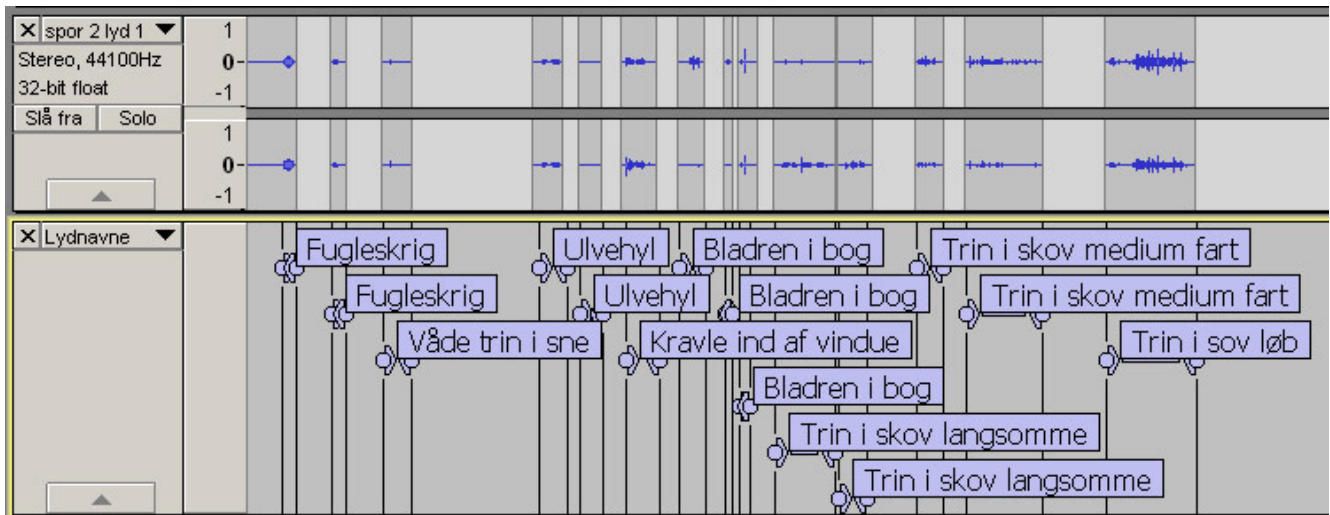 spor 2 lyd 1
Stereo, 44100Hz
32-bit float
Slå fra Solo
1
0-
-1
1
0-
-1
Lydnavne
Fugleskrig Ulvehyl Bladren i bog Trin i skov medium fart
Fugleskrig Ulvehyl Bladren i bog Trin i skov medium fart
Våde trin i sne Kravle ind af vindue Trin i sov løb
Bladren i bog
Trin i skov langsomme
Trin i skov langsomme